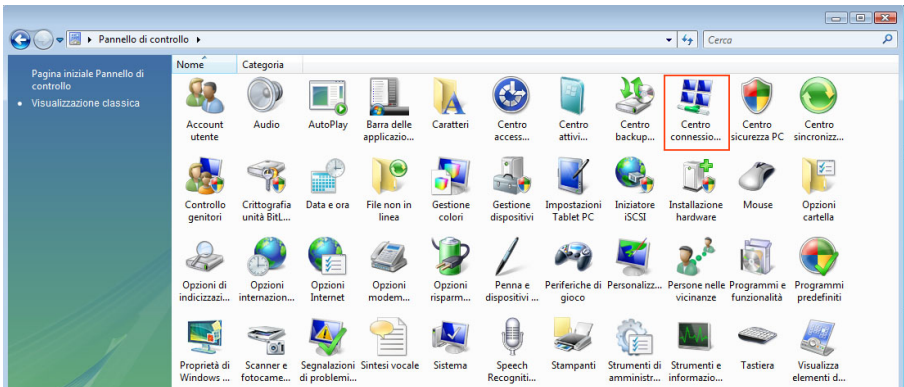 Pannello di controllo
Cerca
Pagina iniziale Pannello di
controllo
Visualizzazione classica
Nome Categoria
Account Audio AutoPlay Barra delle Caratteri Centro Centro Centro Centro Centro Centro
utente applicazio... access... attivi... backup... connessio... sicurezza PC sincronizz...
Controllo Crittografia Data e ora File non in Gestione Gestione Impostazioni Iniziatore Installazione Mouse Opzioni
genitori unità BitL... linea colori dispositivi Tablet PC iSCSI hardware cartella
Opzioni di Opzioni Opzioni Opzioni Opzioni Penna e Periferiche di Personalizz... Persone nelle Programmi e Programmi
indicizzazi... internazion... Internet modem... risparm... dispositivi ... gioco vicinanze funzionalità predefiniti
Proprietà di Scanner e Segnalazioni Sintesi vocale Sistema Speech Stampanti Strumenti di Strumenti e Tastiera Visualizza
Windows ... fotocame... di problemi... Recogniti... amministr... informazio... elementi d...